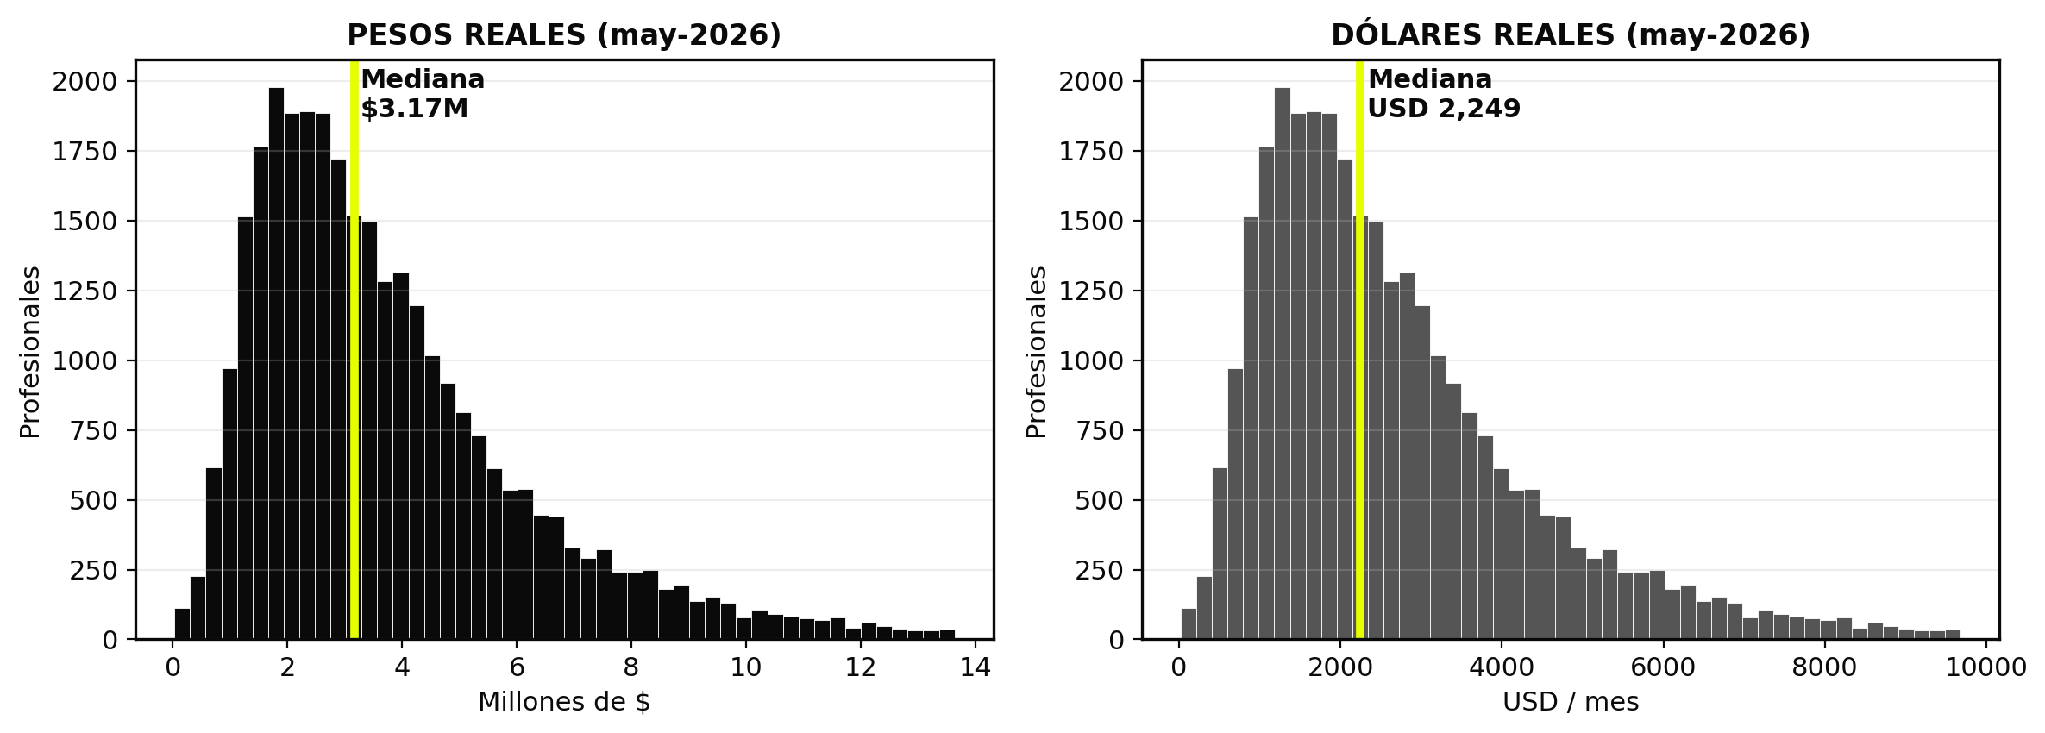 PESOS REALES (may-2026)
Mediana
$3.17M
2000
1750
1500
1250
1000
750
500
250
0
Profesionales
0 2 4 6 8 10 12 14
Millones de $
DÓLARES REALES (may-2026)
Mediana
USD 2,249
2000
1750
1500
1250
1000
750
500
250
0
Profesionales
0 2000 4000 6000 8000 10000
USD / mes